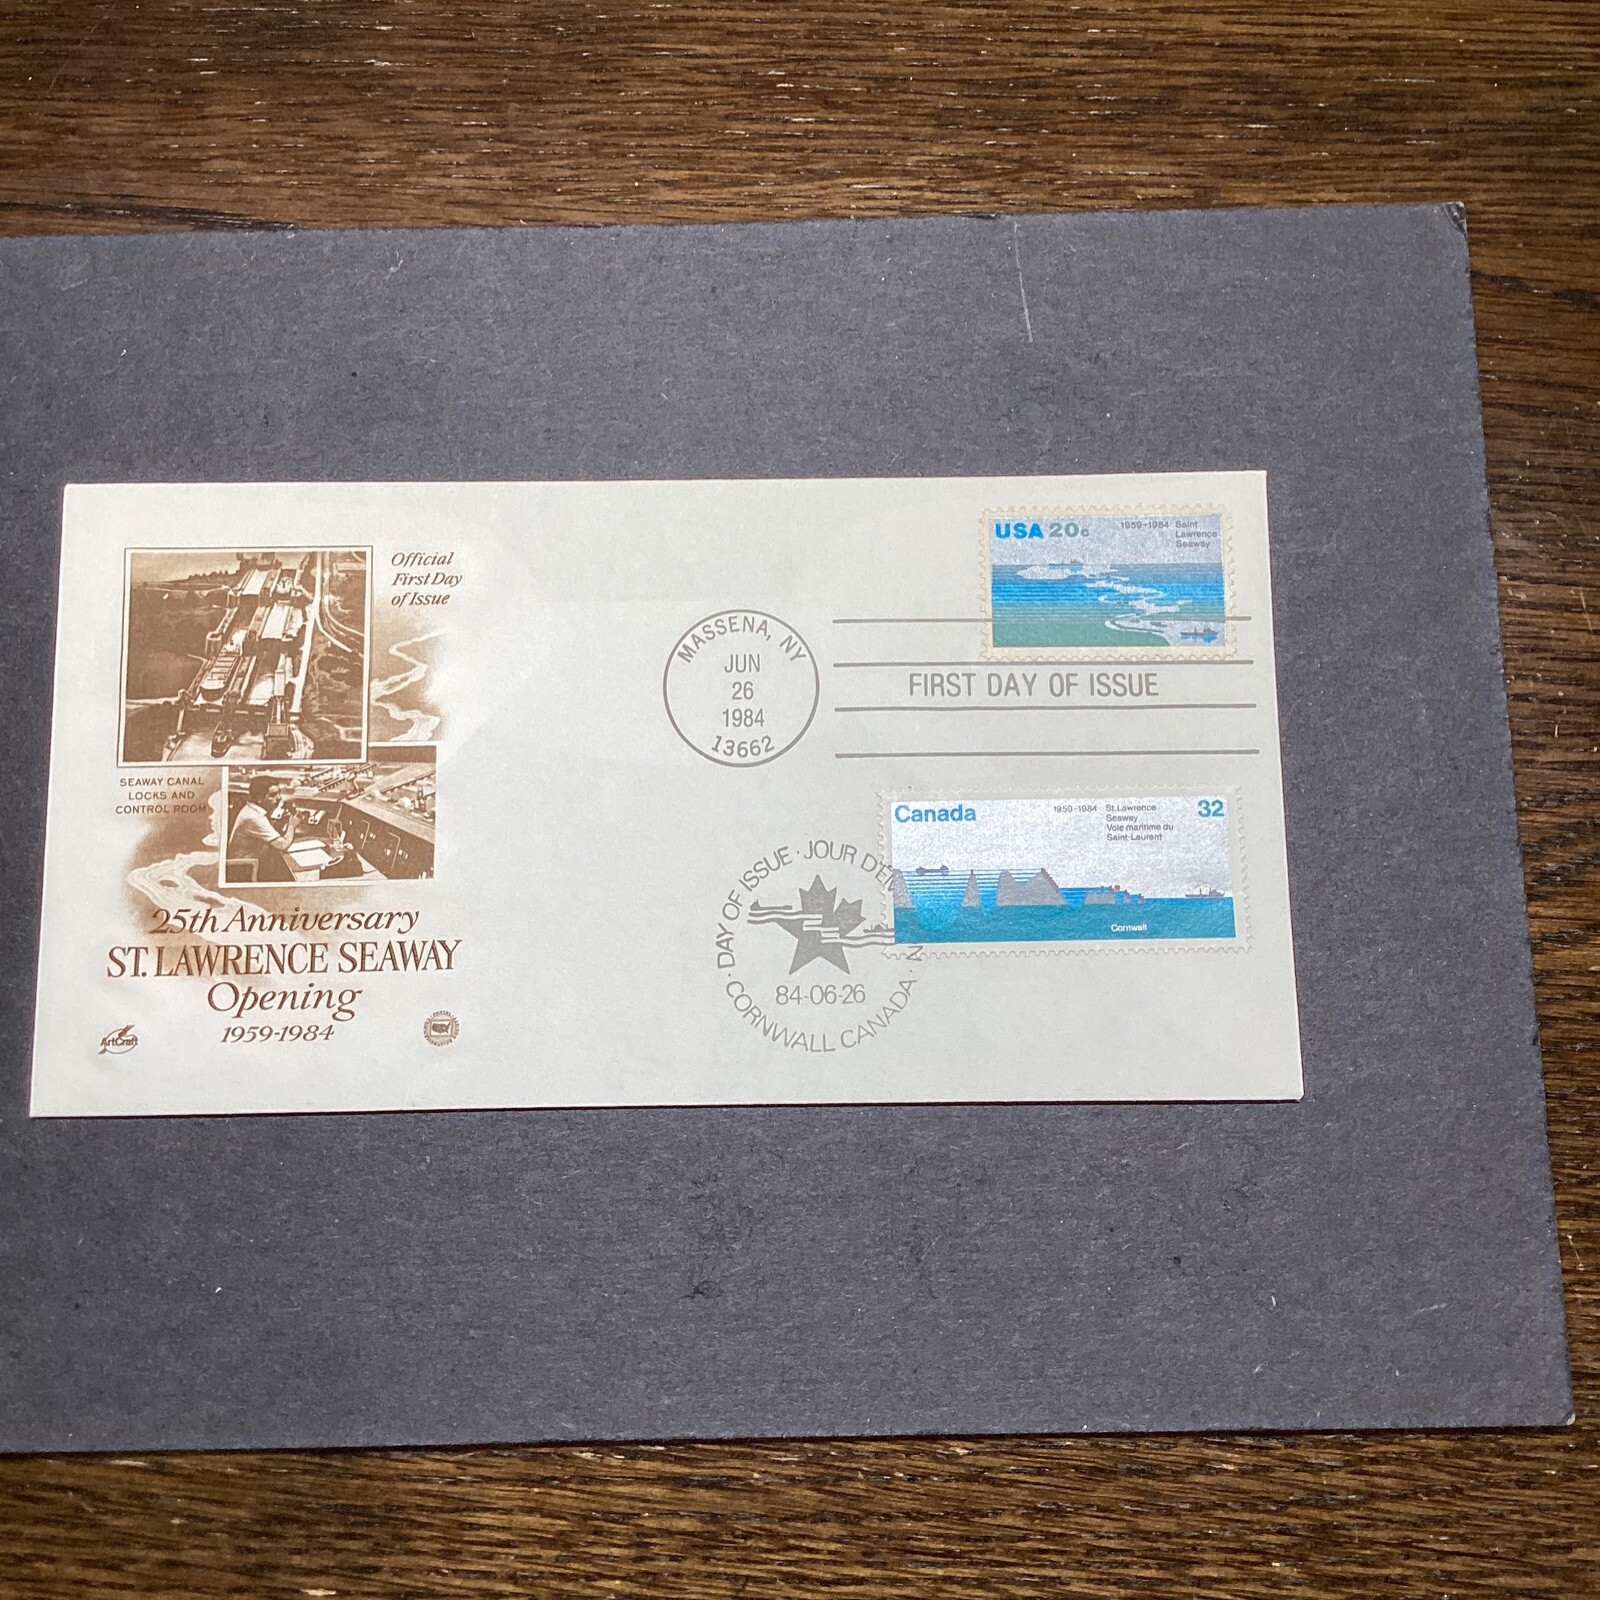 Official
First Day
of Issue
SEAWAY CANAL
LOCKS AND
CONTROL ROOM
25th Anniversary
ST. LAWRENCE SEAWAY
Opening
1959-1984
ArtCraft
MASSENA, NY
JUN
26
1984
13662
FIRST DAY OF ISSUE
USA 20c
1959-1984 Saint
Lawrence
Seaway
Canada
1959-1984 St. Lawrence
Seaway
Voie maritime du
Saint-Laurent
32
Cornwall
DAY OF ISSUE · JOUR D'ÉM
84-06-26
CORNWALL CANADA